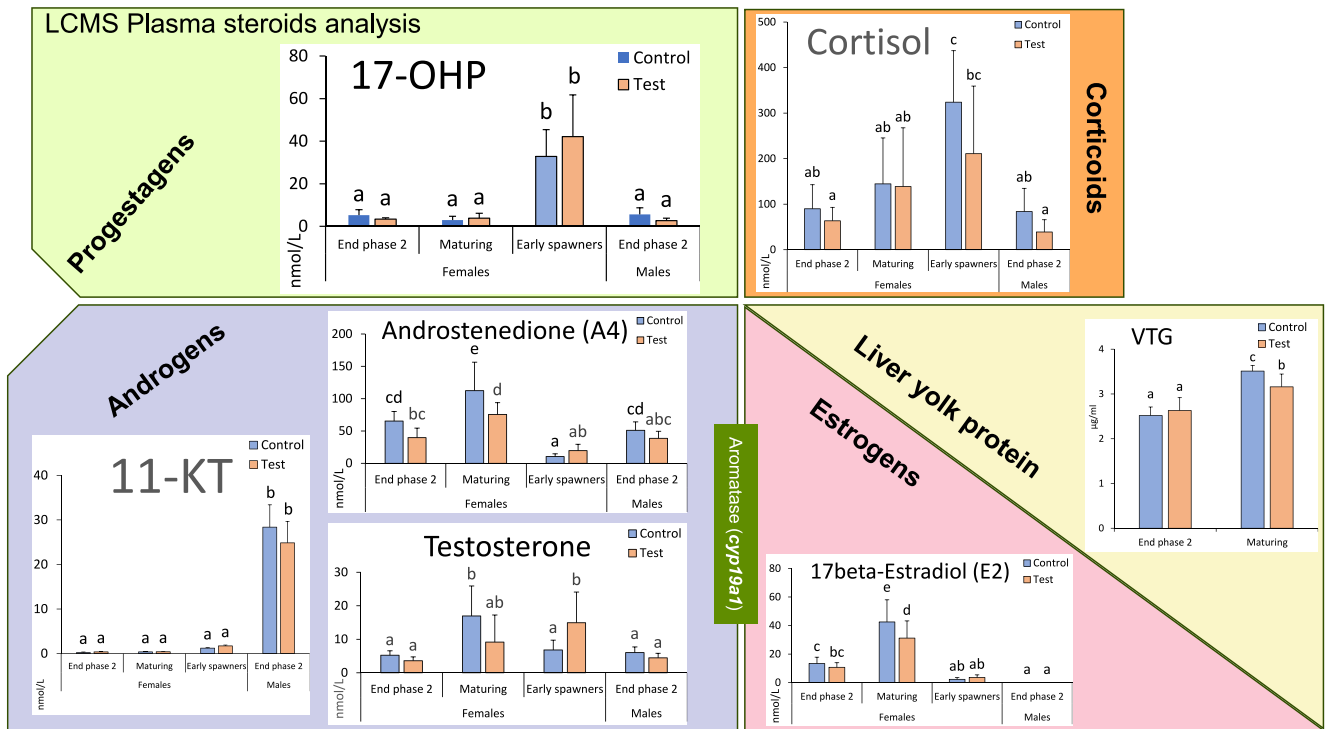 LCMS Plasma steroids analysis
Progestagens
17-OHP
Control
Test
80
60
40
20
0
nmol/L
a
a
a
a
b
b
a
a
End phase 2
Maturing
Early spawners
End phase 2
Females
Males
Cortisol
Control
Test
500
400
300
200
100
0
nmol/L
ab
a
ab
ab
c
bc
ab
a
End phase 2
Maturing
Early spawners
End phase 2
Females
Males
Corticoids
Androgens
11-KT
Control
Test
40
30
20
10
0
nmol/L
a
a
a
a
a
a
b
b
End phase 2
Maturing
Early spawners
End phase 2
Females
Males
Androstenedione (A4)
Control
Test
200
150
100
50
0
nmol/L
cd
bc
e
d
a
ab
cd
abc
End phase 2
Maturing
Early spawners
End phase 2
Females
Males
Testosterone
Control
Test
30
20
10
0
nmol/L
a
a
b
ab
a
b
a
a
End phase 2
Maturing
Early spawners
End phase 2
Females
Males
Aromatase (cyp19a1)
Liver yolk protein
Estrogens
VTG
Control
Test
4
3
2
1
0
µg/ml
a
a
c
b
End phase 2
Maturing
17beta-Estradiol (E2)
Control
Test
80
60
40
20
0
nmol/L
c
bc
e
d
ab
ab
a
a
End phase 2
Maturing
Early spawners
End phase 2
Females
Males